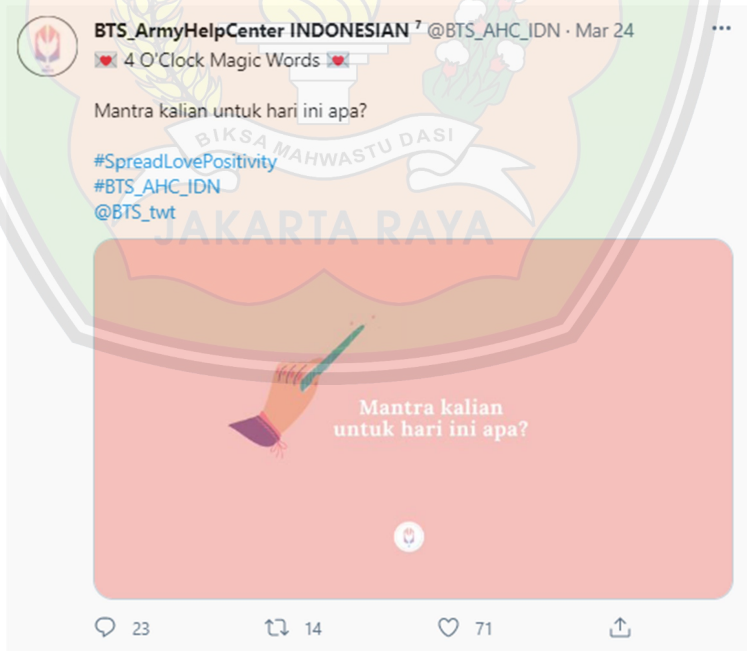 BTS_ArmyHelpCenter INDONESIAN ⁷ @BTS_AHC_IDN · Mar 24
💌 4 O'Clock Magic Words 💌
Mantra kalian untuk hari ini apa?
BIKSA MAHWASTU DASI
#SpreadLovePositivity
#BTS_AHC_IDN
@BTS_twt
JAKARTA RAYA
Mantra kalian
untuk hari ini apa?
23 14 71